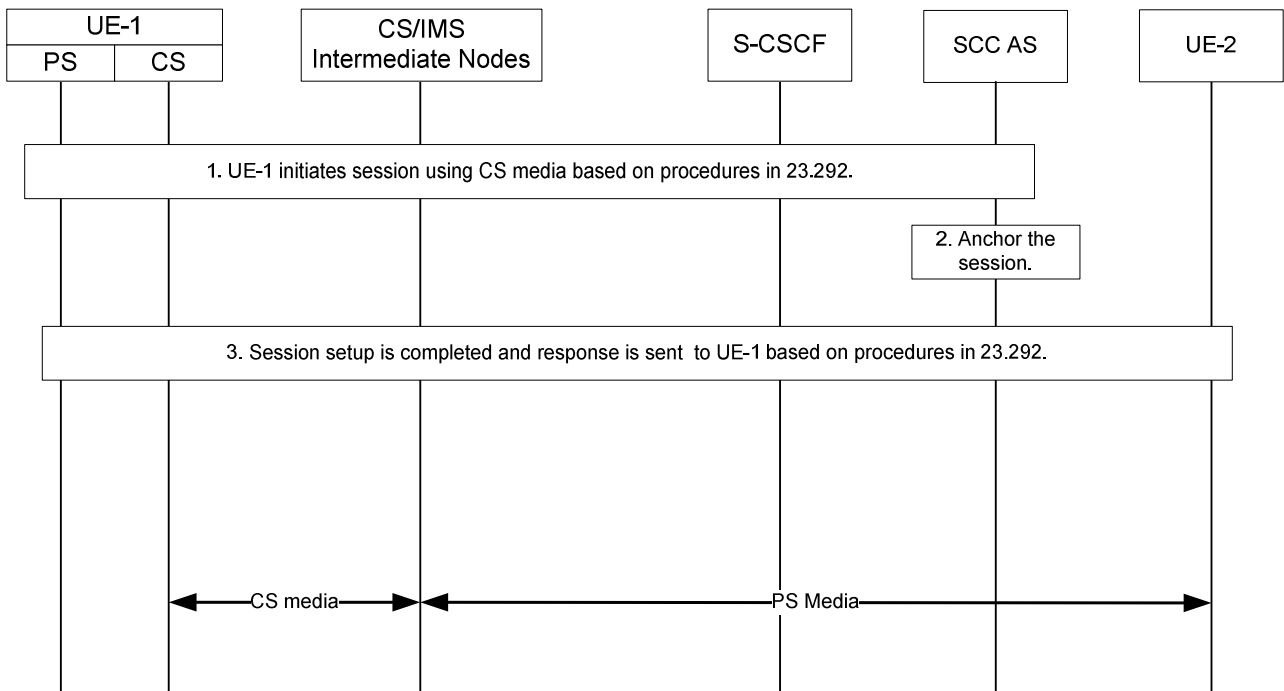 UE-1
PS
CS
CS/IMS
Intermediate Nodes
S-CSCF
SCC AS
UE-2
1. UE-1 initiates session using CS media based on procedures in 23.292.
2. Anchor the
session.
3. Session setup is completed and response is sent to UE-1 based on procedures in 23.292.
CS media
PS Media